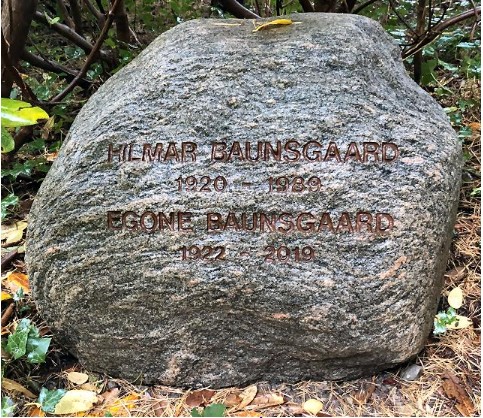 HILMAR BAUNSGAARD
1920 - 1989
EGONE BAUNSGAARD
1922 - 2019